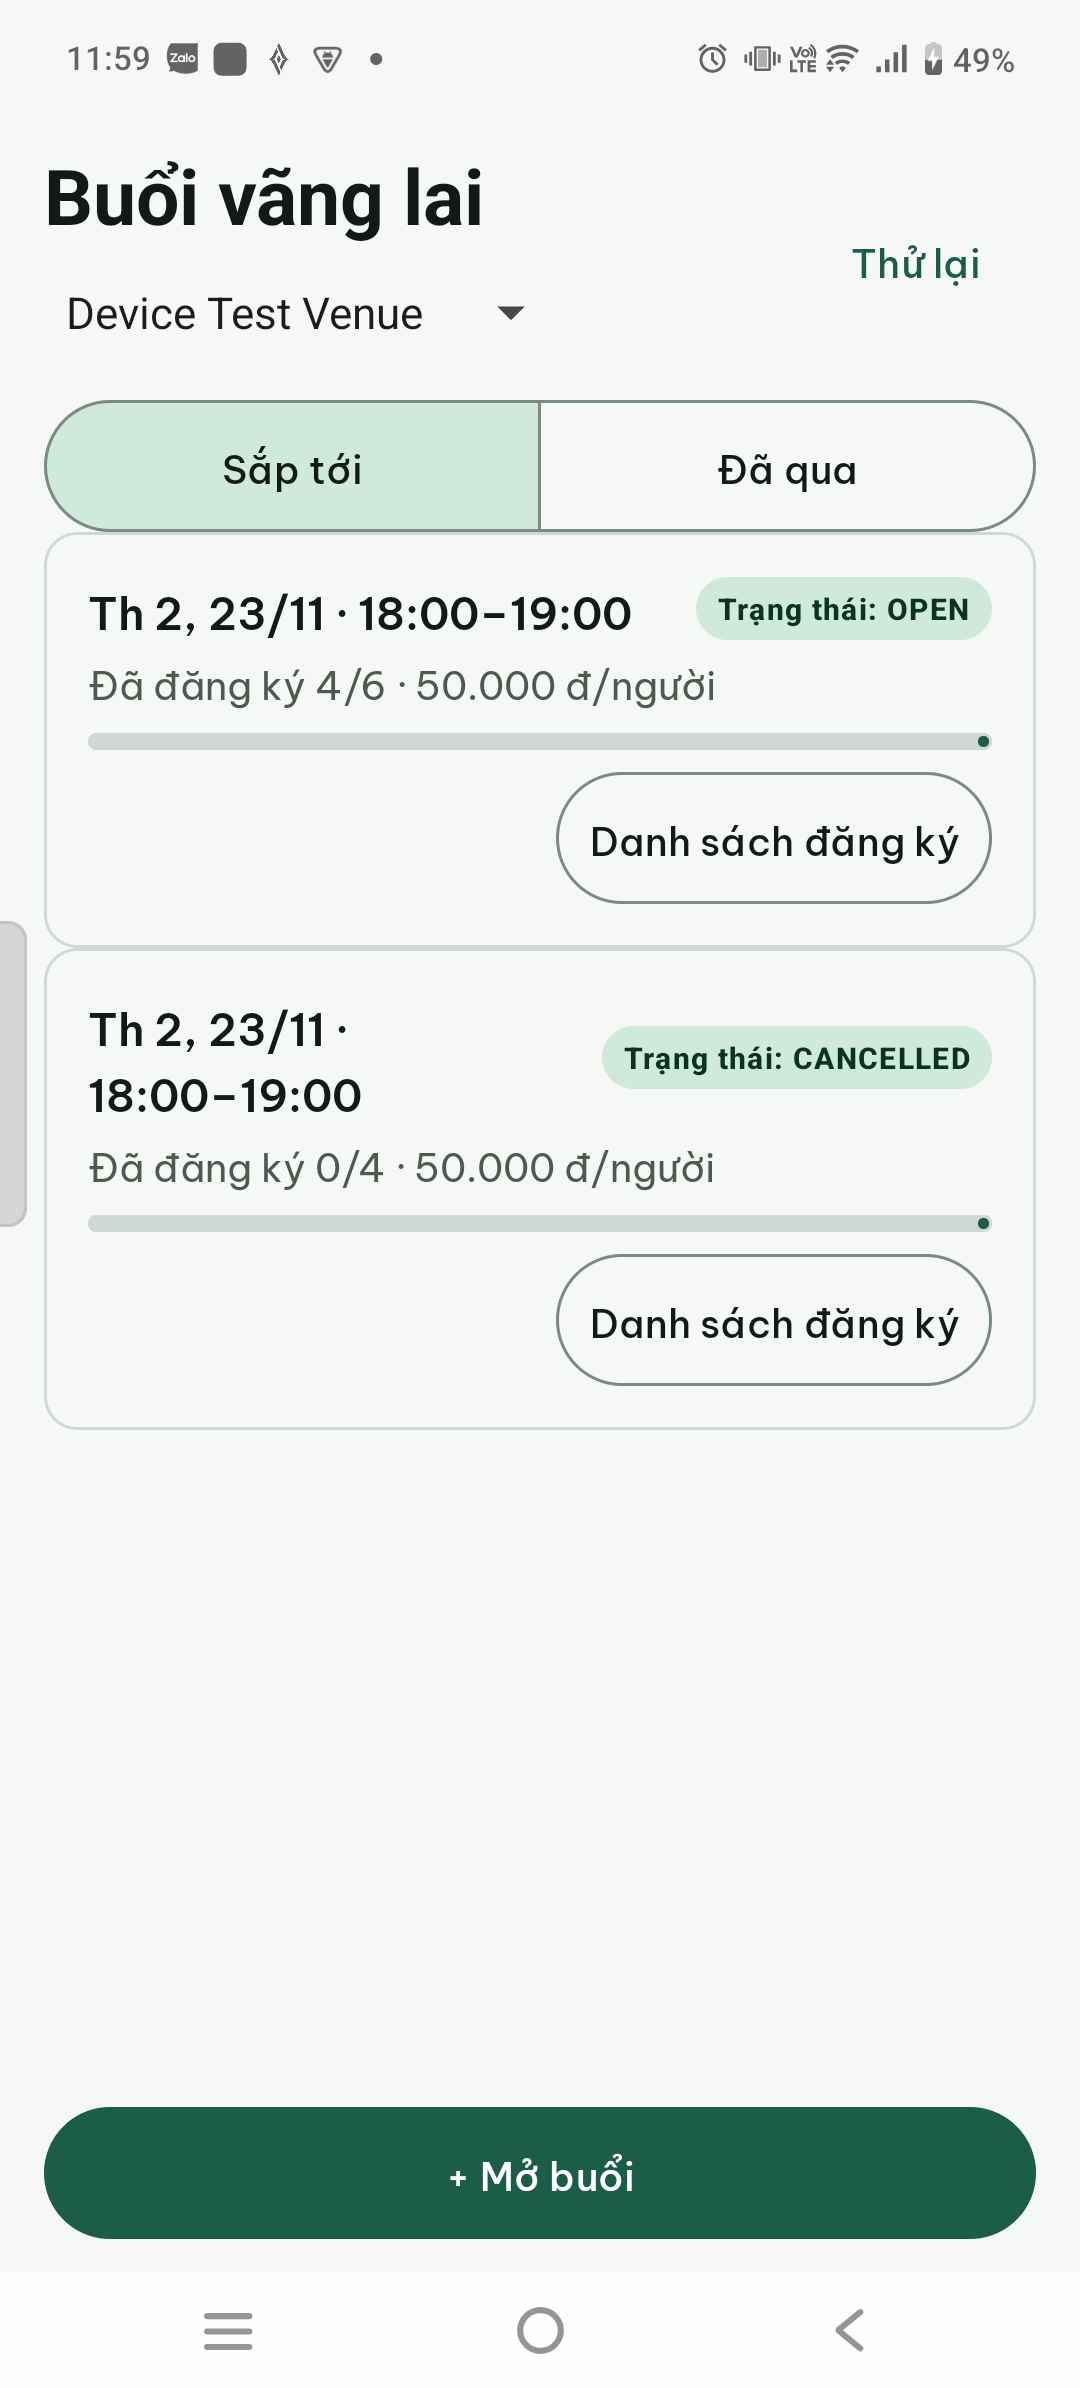 11:59
Zalo
Vo) LTE
49%
Buổi vãng lai
Thử lại
Device Test Venue
Sắp tới
Đã qua
Th 2, 23/11 · 18:00–19:00
Trạng thái: OPEN
Đã đăng ký 4/6 · 50.000 đ/người
Danh sách đăng ký
Th 2, 23/11 ·
18:00–19:00
Trạng thái: CANCELLED
Đã đăng ký 0/4 · 50.000 đ/người
Danh sách đăng ký
+ Mở buổi